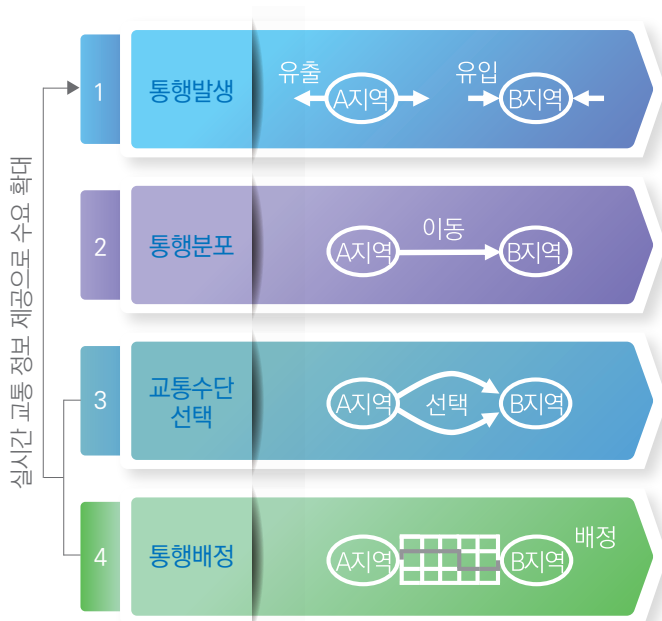 실시간 교통 정보 제공으로 수요 확대
1
통행발생
유출
A지역
유입
B지역
2
통행분포
A지역
이동
B지역
3
교통수단
선택
A지역
선택
B지역
4
통행배정
A지역
B지역
배정